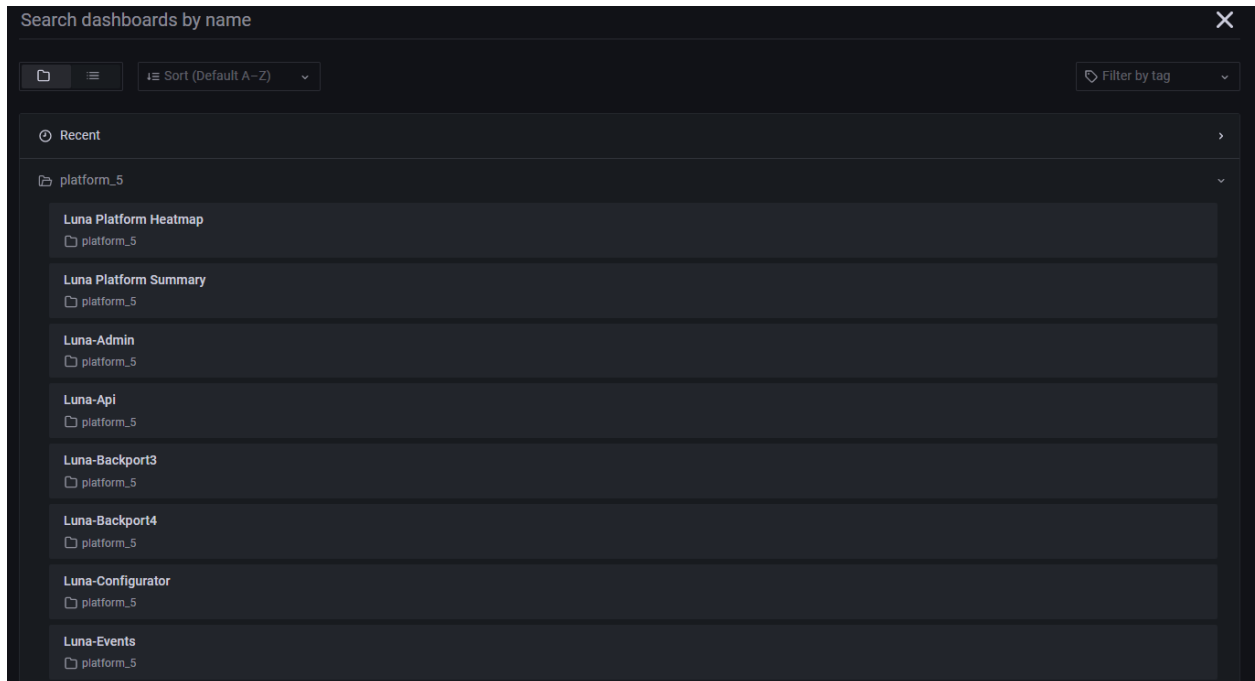 Search dashboards by name
Sort (Default A–Z)
Filter by tag
Recent
platform_5
Luna Platform Heatmap
platform_5
Luna Platform Summary
platform_5
Luna-Admin
platform_5
Luna-Api
platform_5
Luna-Backport3
platform_5
Luna-Backport4
platform_5
Luna-Configurator
platform_5
Luna-Events
platform_5